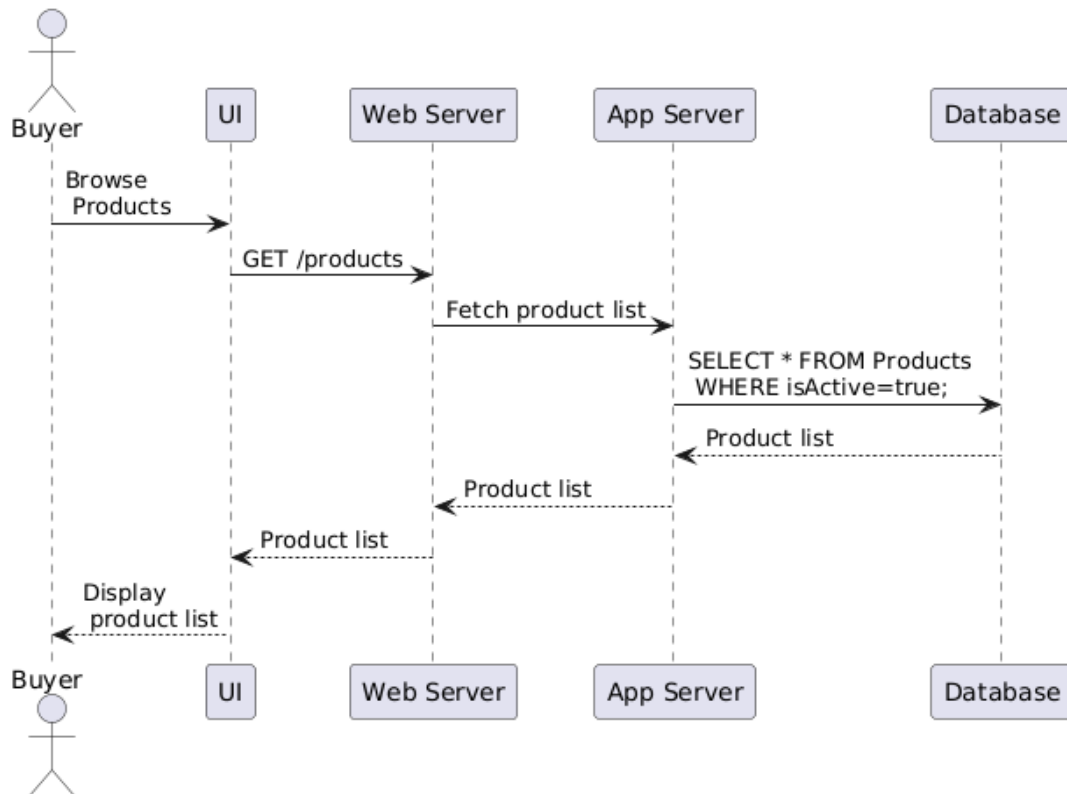 Buyer
UI
Web Server
App Server
Database
Browse
Products
GET /products
Fetch product list
SELECT * FROM Products
WHERE isActive=true;
Product list
Product list
Product list
Display
product list
Buyer
UI
Web Server
App Server
Database